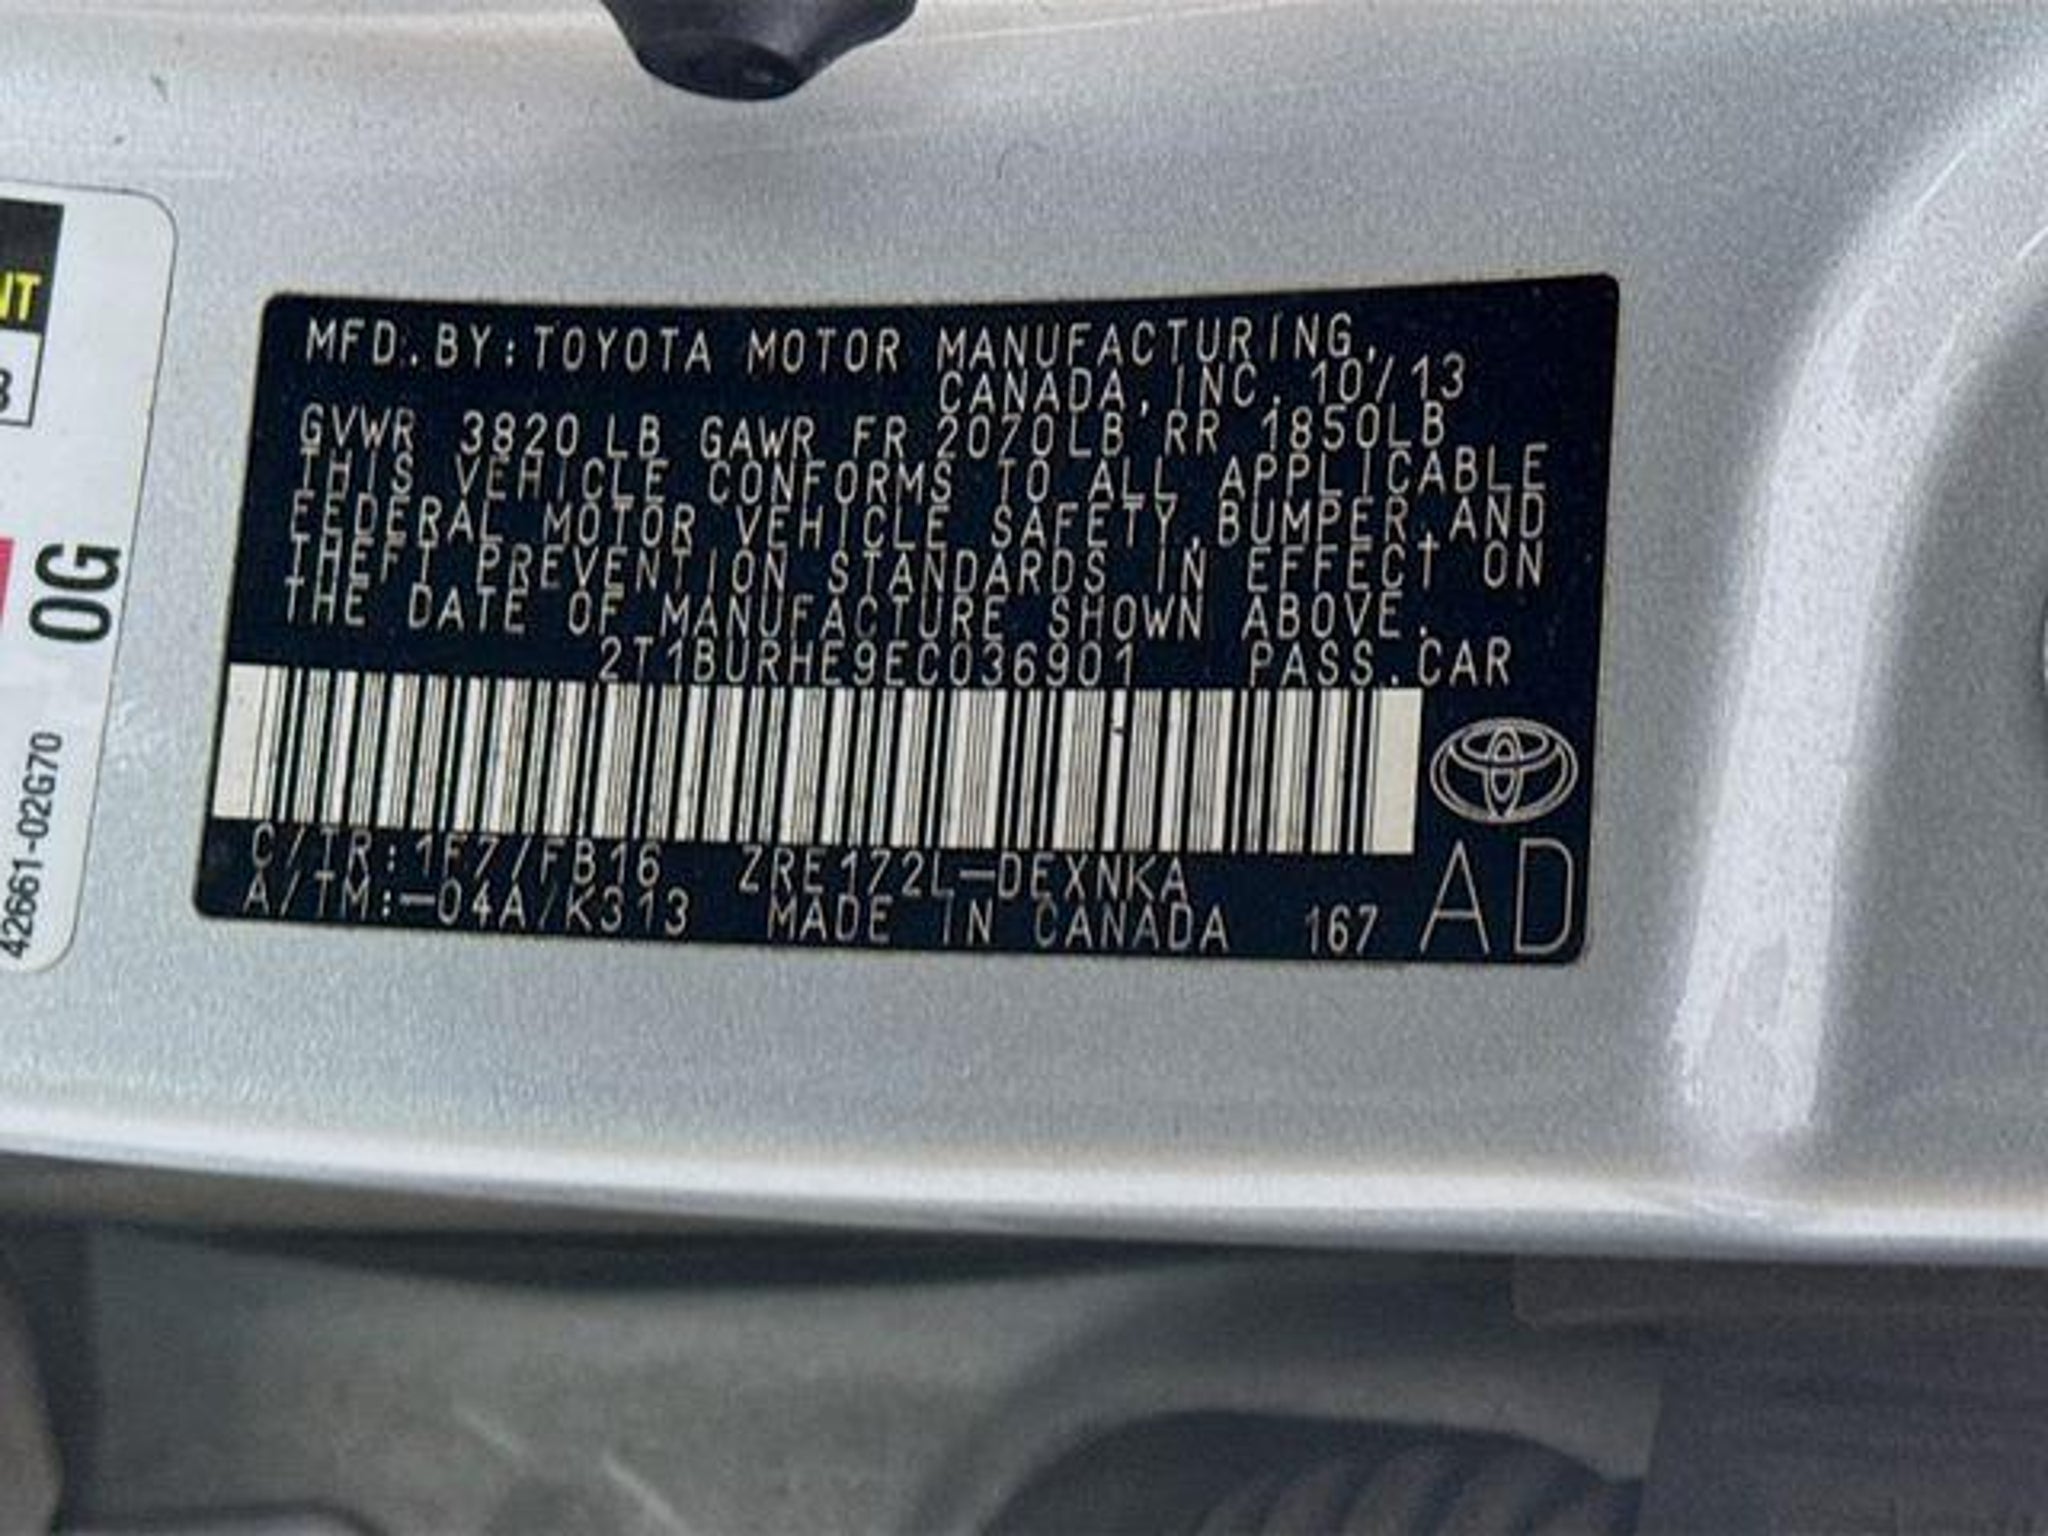 MFD. BY: TOYOTA MOTOR MANUFACTURING,
CANADA, INC. 10/13
GVWR 3820LB GAWR FR 2070LB RR 1850LB
THIS VEHICLE CONFORMS TO ALL APPLICABLE
FEDERAL MOTOR VEHICLE SAFETY, BUMPER, AND
THEFT PREVENTION STANDARDS IN EFFECT ON
THE DATE OF MANUFACTURE SHOWN ABOVE.
2T1BURHE9EC036901 PASS. CAR
C/TR: 1F7/FB16 ZRE172L-DEXNKA
A/TM:-04A/K313 MADE IN CANADA 167 AD
NT
0G
42661-02G70